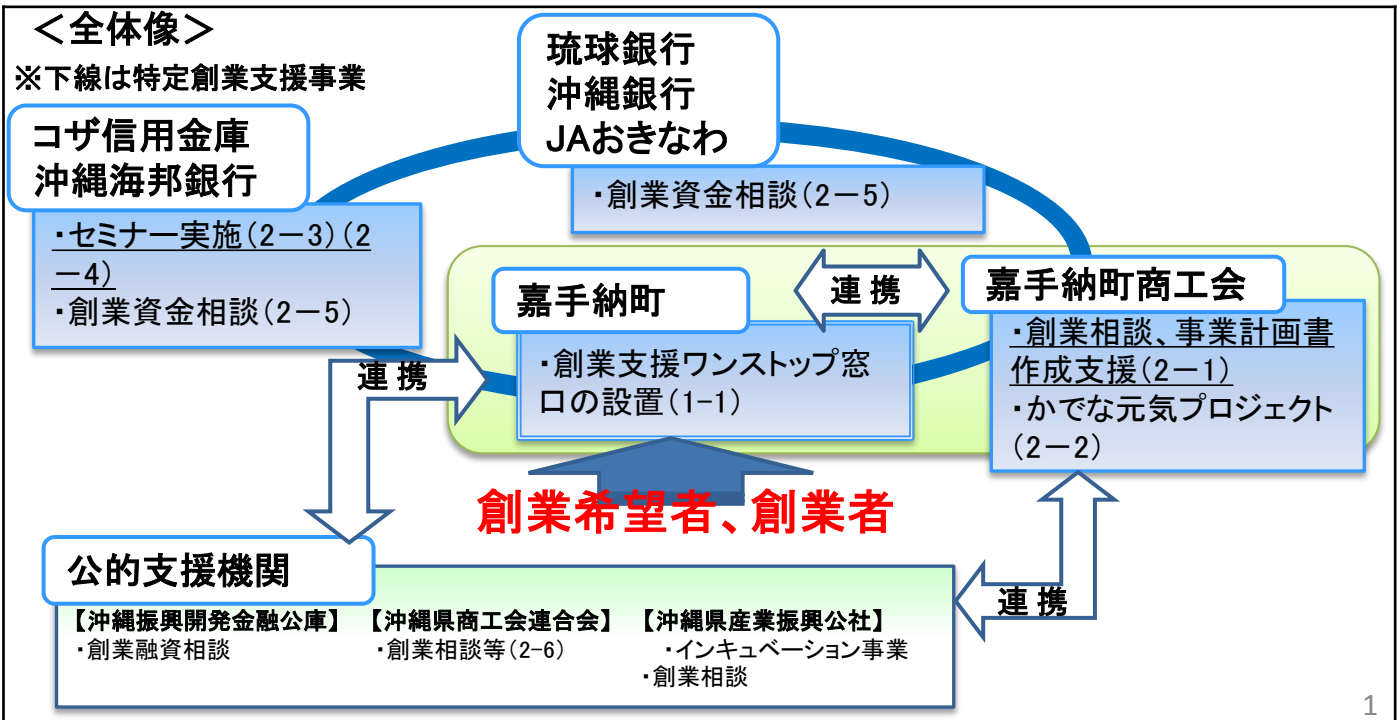 ＜全体像＞
※下線は特定創業支援事業
琉球銀行
沖縄銀行
JAおきなわ
・創業資金相談（2－5）
コザ信用金庫
沖縄海邦銀行
・セミナー実施（2－3）（2
－4）
・創業資金相談（2－5）
嘉手納町
・創業支援ワンストップ窓
口の設置（1-1）
連 携
嘉手納町商工会
・創業相談、事業計画書
作成支援（2－1）
・かでな元気プロジェクト
（2－2）
連 携
創業希望者、創業者
公的支援機関
【沖縄振興開発金融公庫】
・創業融資相談
【沖縄県商工会連合会】
・創業相談等（2-6）
【沖縄県産業振興公社】
・インキュベーション事業
・創業相談
連 携
1